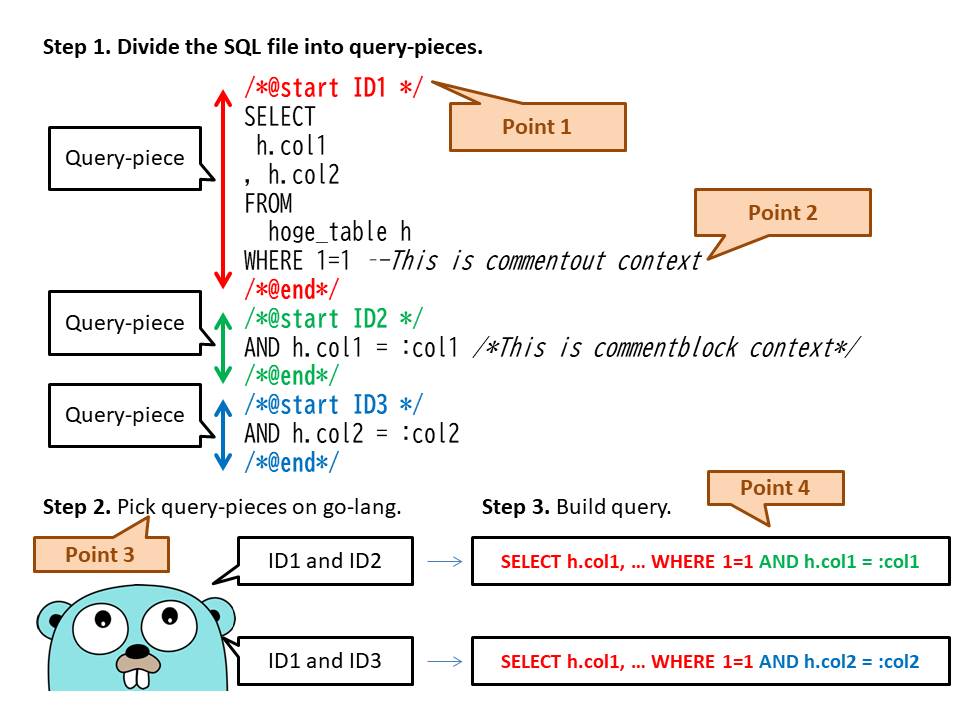 Step 1. Divide the SQL file into query-pieces.
/*@start ID1 */
Point 1
SELECT
Query-piece
h.col1
, h.col2
FROM
Point 2
hoge_table h
WHERE 1=1 --This is commentout context
/*@end*/
Query-piece
/*@start ID2 */
AND h.col1 = :col1 /*This is commentblock context*/
/*@end*/
Query-piece
/*@start ID3 */
AND h.col2 = :col2
/*@end*/
Step 2. Pick query-pieces on go-lang.
Point 3
Step 3. Build query.
Point 4
ID1 and ID2
SELECT h.col1, ... WHERE 1=1 AND h.col1 = :col1
ID1 and ID3
SELECT h.col1, ... WHERE 1=1 AND h.col2 = :col2